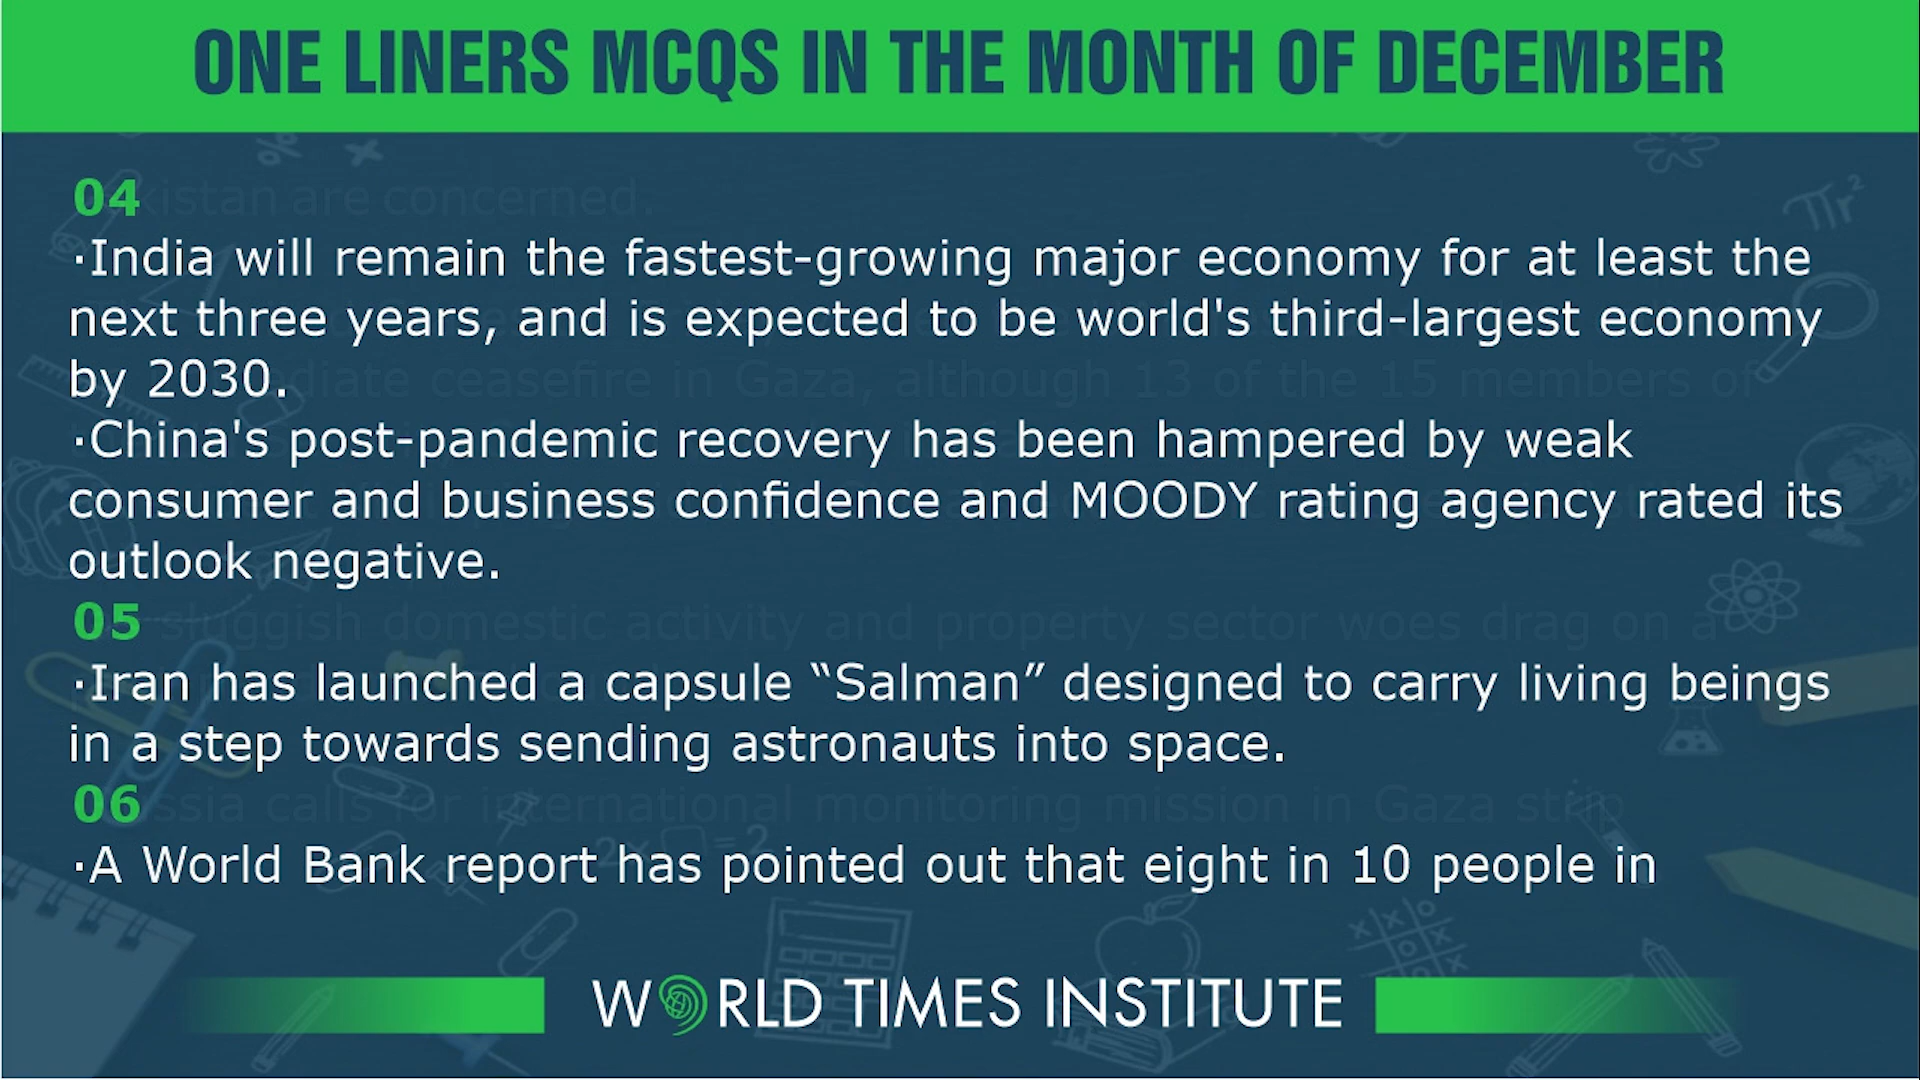 ONE LINERS MCQS IN THE MONTH OF DECEMBER
04
·India will remain the fastest-growing major economy for at least the
next three years, and is expected to be world's third-largest economy
by 2030.
·China's post-pandemic recovery has been hampered by weak
consumer and business confidence and MOODY rating agency rated its
outlook negative.
05
·Iran has launched a capsule “Salman” designed to carry living beings
in a step towards sending astronauts into space.
06
·A World Bank report has pointed out that eight in 10 people in
WORLD TIMES INSTITUTE